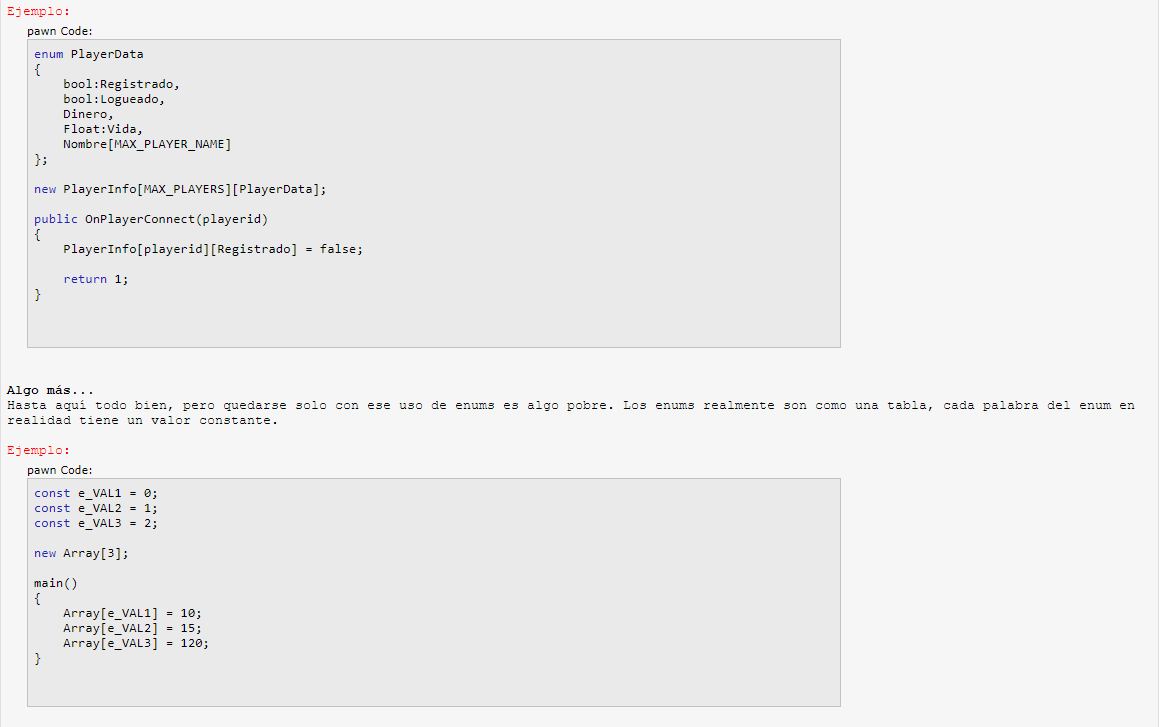 Ejemplo:
pawn Code:
enum PlayerData
{
    bool:Registrado,
    bool:Logueado,
    Dinero,
    Float:Vida,
    Nombre[MAX_PLAYER_NAME]
};
new PlayerInfo[MAX_PLAYERS][PlayerData];
public OnPlayerConnect(playerid)
{
    PlayerInfo[playerid][Registrado] = false;
    return 1;
}
Algo más...
Hasta aquí todo bien, pero quedarse solo con ese uso de enums es algo pobre. Los enums realmente son como una tabla, cada palabra del enum en
realidad tiene un valor constante.
Ejemplo:
pawn Code:
const e_VAL1 = 0;
const e_VAL2 = 1;
const e_VAL3 = 2;
new Array[3];
main()
{
    Array[e_VAL1] = 10;
    Array[e_VAL2] = 15;
    Array[e_VAL3] = 120;
}